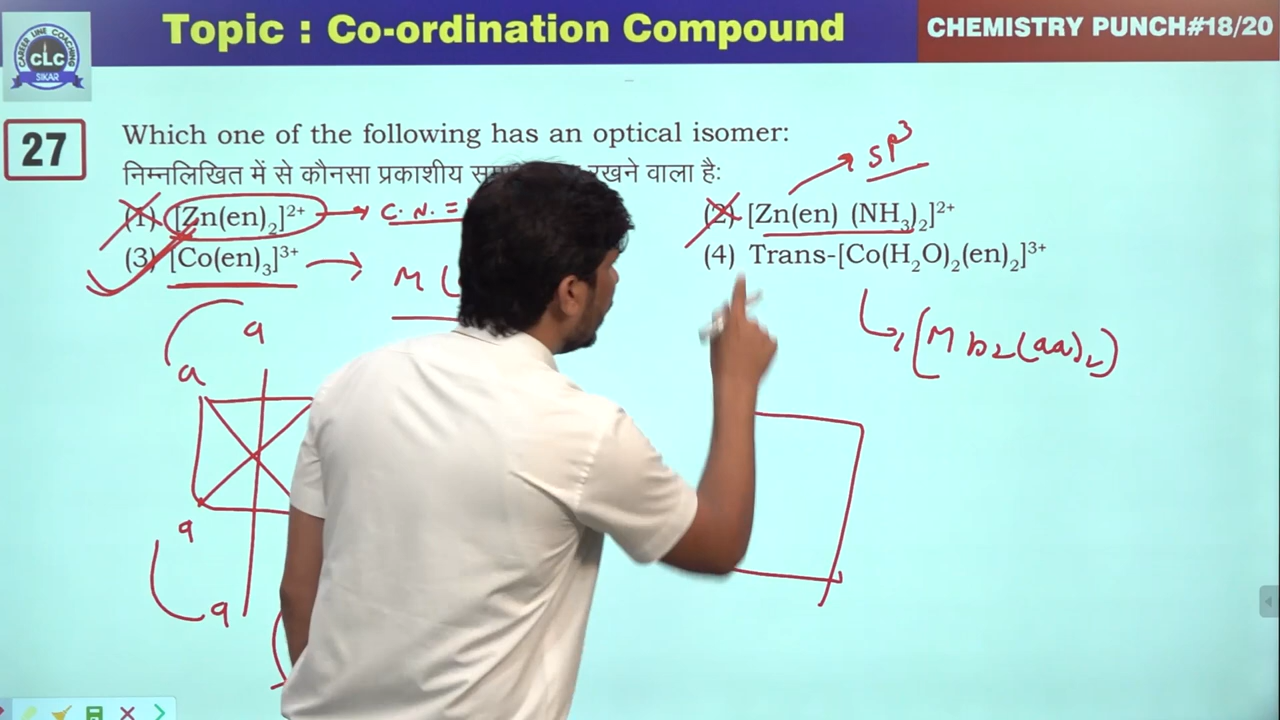 Topic : Co-ordination Compound
CHEMISTRY PUNCH#18/20
CAREER LINE COACHING
CLC
SIKAR
27
Which one of the following has an optical isomer:
निम्नलिखित में से कौनसा प्रकाशीय रखने वाला है:
(1) [Zn(en)₂]²⁺ → C.N. =
(2) [Zn(en) (NH₃)₂]²⁺
sp³
(3) [Co(en)₃]³⁺ → M (
(4) Trans-[Co(H₂O)₂(en)₂]³⁺
[M b₂(aa)₂]
a
a
a
a